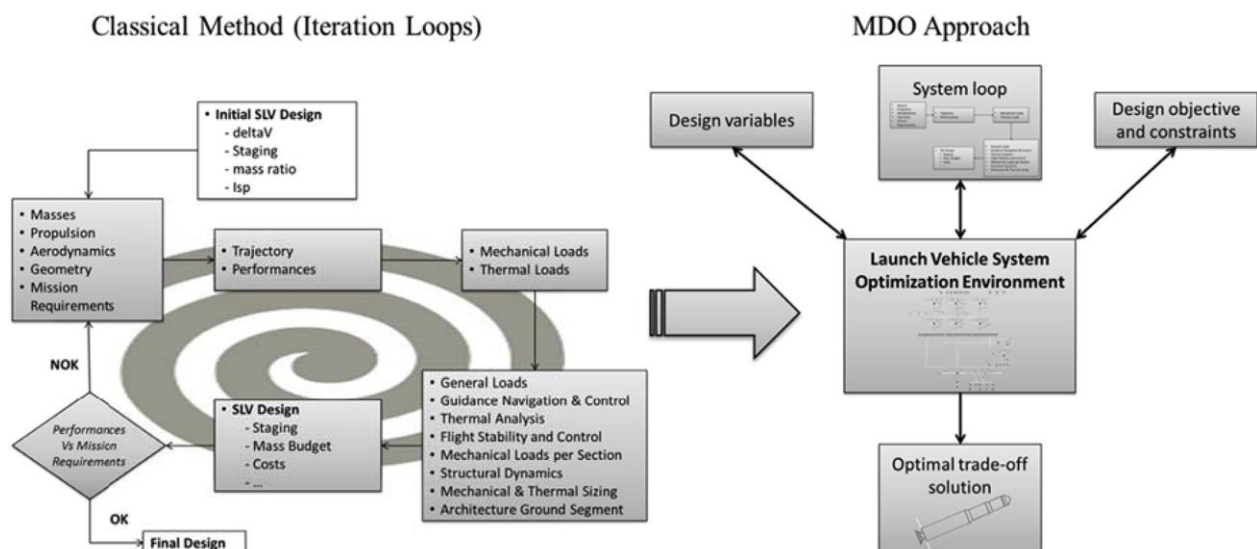 Classical Method (Iteration Loops)
• Initial SLV Design
- deltaV
- Staging
- mass ratio
- Isp
• Masses
• Propulsion
• Aerodynamics
• Geometry
• Mission
Requirements
• Trajectory
• Performances
• Mechanical Loads
• Thermal Loads
• General Loads
• Guidance Navigation & Control
• Thermal Analysis
• Flight Stability and Control
• Mechanical Loads per Section
• Structural Dynamics
• Mechanical & Thermal Sizing
• Architecture Ground Segment
• SLV Design
- Staging
- Mass Budget
- Costs
- ...
NOK
Performances
Vs Mission
Requirements
OK
Final Design
MDO Approach
Design variables
System loop
Design objective
and constraints
Launch Vehicle System
Optimization Environment
Optimal trade-off
solution